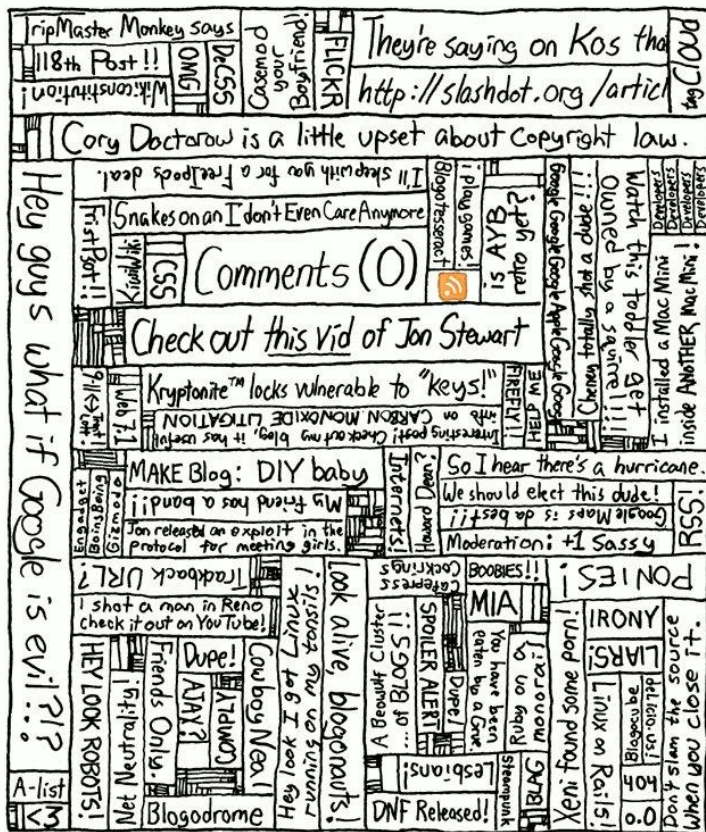 TripMaster Monkey says
118th Post!!
Wikiconstitution!
OMG
DeCSS
Casemod
your
Boyfriend!
FLICKR
They're saying on Kos tha
http://slashdot.org/articl
tag Cloud
Cory Doctorow is a little upset about copyright law.
Hey guys what if Google is evil?!?...
I'll sleep with you for a FreeIpods deal.
Snakes on an I don't Even Care Anymore
Frist Psot!!
KiwiWiki
CSS
Comments (0)
Blogotesseract
i play games!
is AYB
retro yet?
Google Google Google Apple Google Goog
Cheney totally shot a dude!!!
Watch this toddler get
Owned by a squirrel!!!!
Developers
Developers
Developers
Developers
I installed a Mac Mini
inside ANOTHER Mac Mini!
Check out this vid of Jon Stewart
9-11<->
Web 7.1
Kryptonite™ locks vulnerable to "keys!"
Interesting post! Check out my blog, it has useful
info on CARBON MONOXIDE LITIGATION
FIREFLY!!
HELP ME
Engadget
BoingBoing
Gizmodo
MAKE Blog: DIY baby
My friend has a band!!
Jon released an exploit in the
protocol for meeting girls.
Internets!
Howard Dean?
So I hear there's a hurricane.
We should elect this dude!
Google Maps is da best!!
Moderation: +1 Sassy
RSS!
Trackback URL?
I shot a man in Reno
check it out on YouTube!
HEY LOOK ROBOTS!
Net Neutrality!
Friends Only.
Dupe!
AJAX?
COMPLY
Cowboy Neal
Blogodrome
Hey look I got Linux
running on my tonsils!
Look alive, blogonauts!
Cafepress
Cockrings
BOOBIES!!
MIA
A Beowulf Cluster
...of BLOGS!!
SPOILER ALERT!
Dupe!
You have been
eaten by a Grue.
Ruby on a
monorail
Lesbians!
DNF Released!
Steampunk
BLAG
PONIES!
Xeni found some porn!
IRONY
LIARS!
Linux on Rails!
Blogocube
del.icio.us!
404
0.0
Don't slam the source
when you close it.
A-list
<3